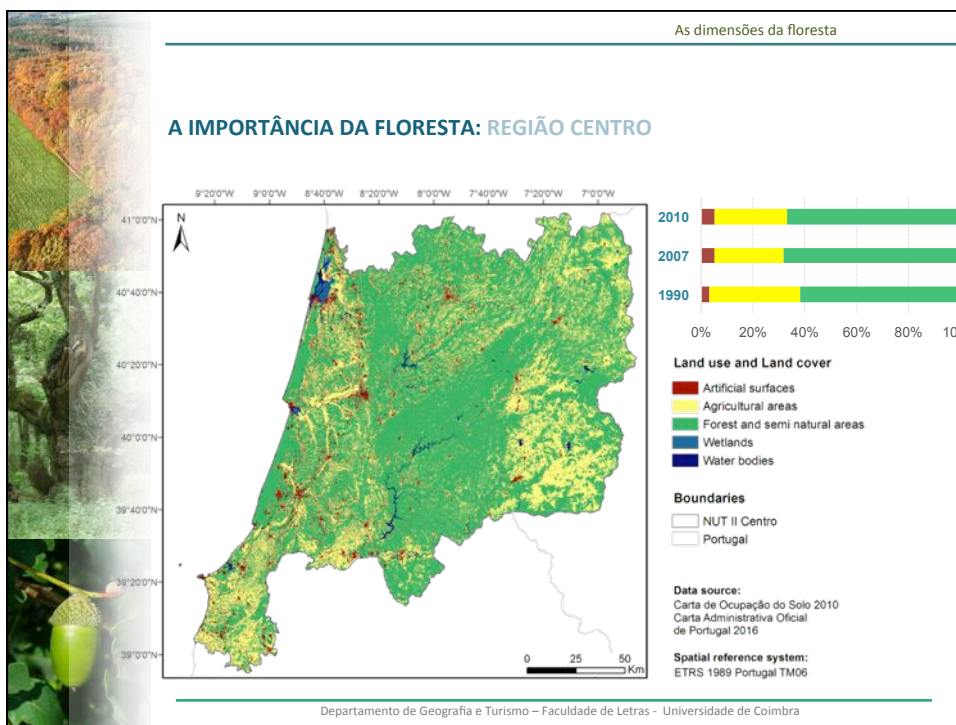 As dimensões da floresta
A IMPORTÂNCIA DA FLORESTA: REGIÃO CENTRO
9°20'0"W 9°0'0"W 8°40'0"W 8°20'0"W 8°0'0"W 7°40'0"W 7°20'0"W 7°0'0"W
41°0'0"N
N
40°40'0"N
40°20'0"N
40°0'0"N
39°40'0"N
39°20'0"N
39°0'0"N
0 25 50
Km
2010
2007
1990
0% 20% 40% 60% 80% 100
Land use and Land cover
Artificial surfaces
Agricultural areas
Forest and semi natural areas
Wetlands
Water bodies
Boundaries
NUT II Centro
Portugal
Data source:
Carta de Ocupação do Solo 2010
Carta Administrativa Oficial
de Portugal 2016
Spatial reference system:
ETRS 1989 Portugal TM06
Departamento de Geografia e Turismo – Faculdade de Letras - Universidade de Coimbra